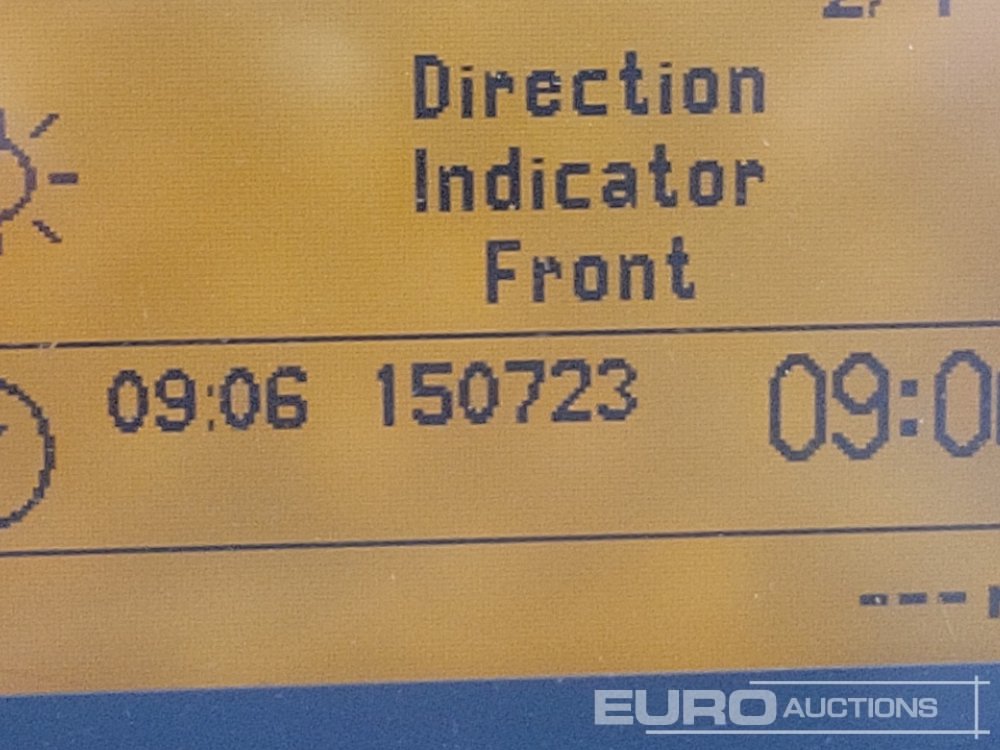 Direction
Indicator
Front
09:06 150723
---
EURO AUCTIONS